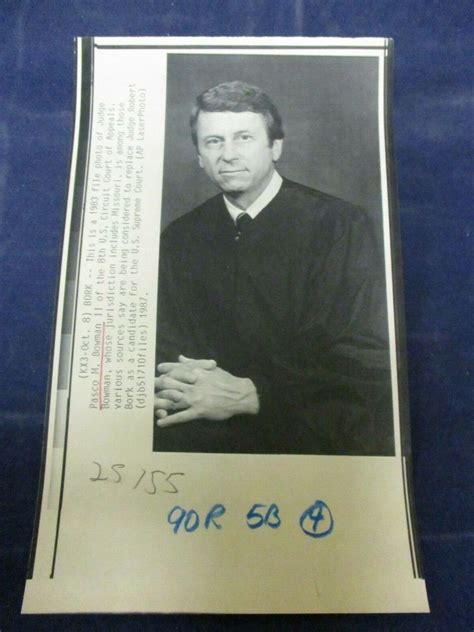 (KX3-Oct. 8) BORK -- This is a 1983 file photo of Judge
Pasco M. Bowman II of the 8th U.S. Circuit Court of Appeals.
Bowman, whose jurisdiction includes Missouri, is among those
various sources say are being considered to replace Judge Robert
Bork as a candidate for the U.S. Supreme Court. (AP LaserPhoto)
(djb51710files) 1987.
25 155
90R 5B 4